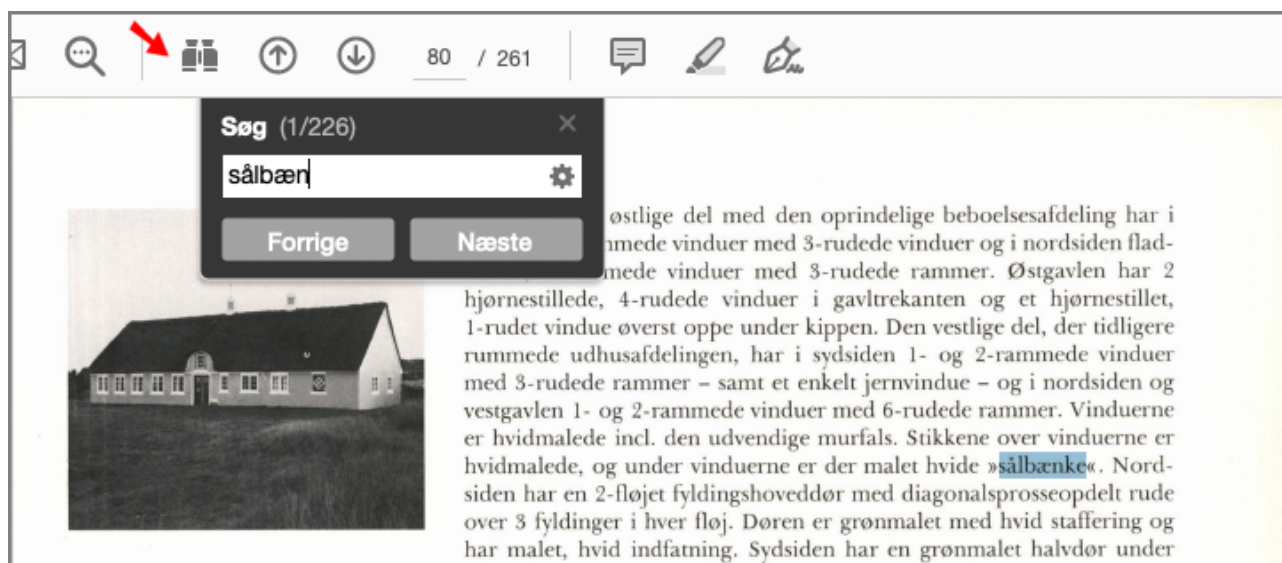 80 / 261
Søg (1/226)
sålbæn
Forrige Næste
østlige del med den oprindelige beboelsesafdeling har i
mmede vinduer med 3-rudede vinduer og i nordsiden flad-
mede vinduer med 3-rudede rammer. Østgavlen har 2
hjørnestillede, 4-rudede vinduer i gavltrekanten og et hjørnestillet,
1-rudet vindue øverst oppe under kippen. Den vestlige del, der tidligere
rummede udhusafdelingen, har i sydsiden 1- og 2-rammede vinduer
med 3-rudede rammer – samt et enkelt jernvindue – og i nordsiden og
vestgavlen 1- og 2-rammede vinduer med 6-rudede rammer. Vinduerne
er hvidmalede incl. den udvendige murfals. Stikkene over vinduerne er
hvidmalede, og under vinduerne er der malet hvide »sålbænke«. Nord-
siden har en 2-fløjet fyldingshoveddør med diagonalsprosseopdelt rude
over 3 fyldinger i hver fløj. Døren er grønmalet med hvid staffering og
har malet, hvid indfatning. Sydsiden har en grønmalet halvdør under